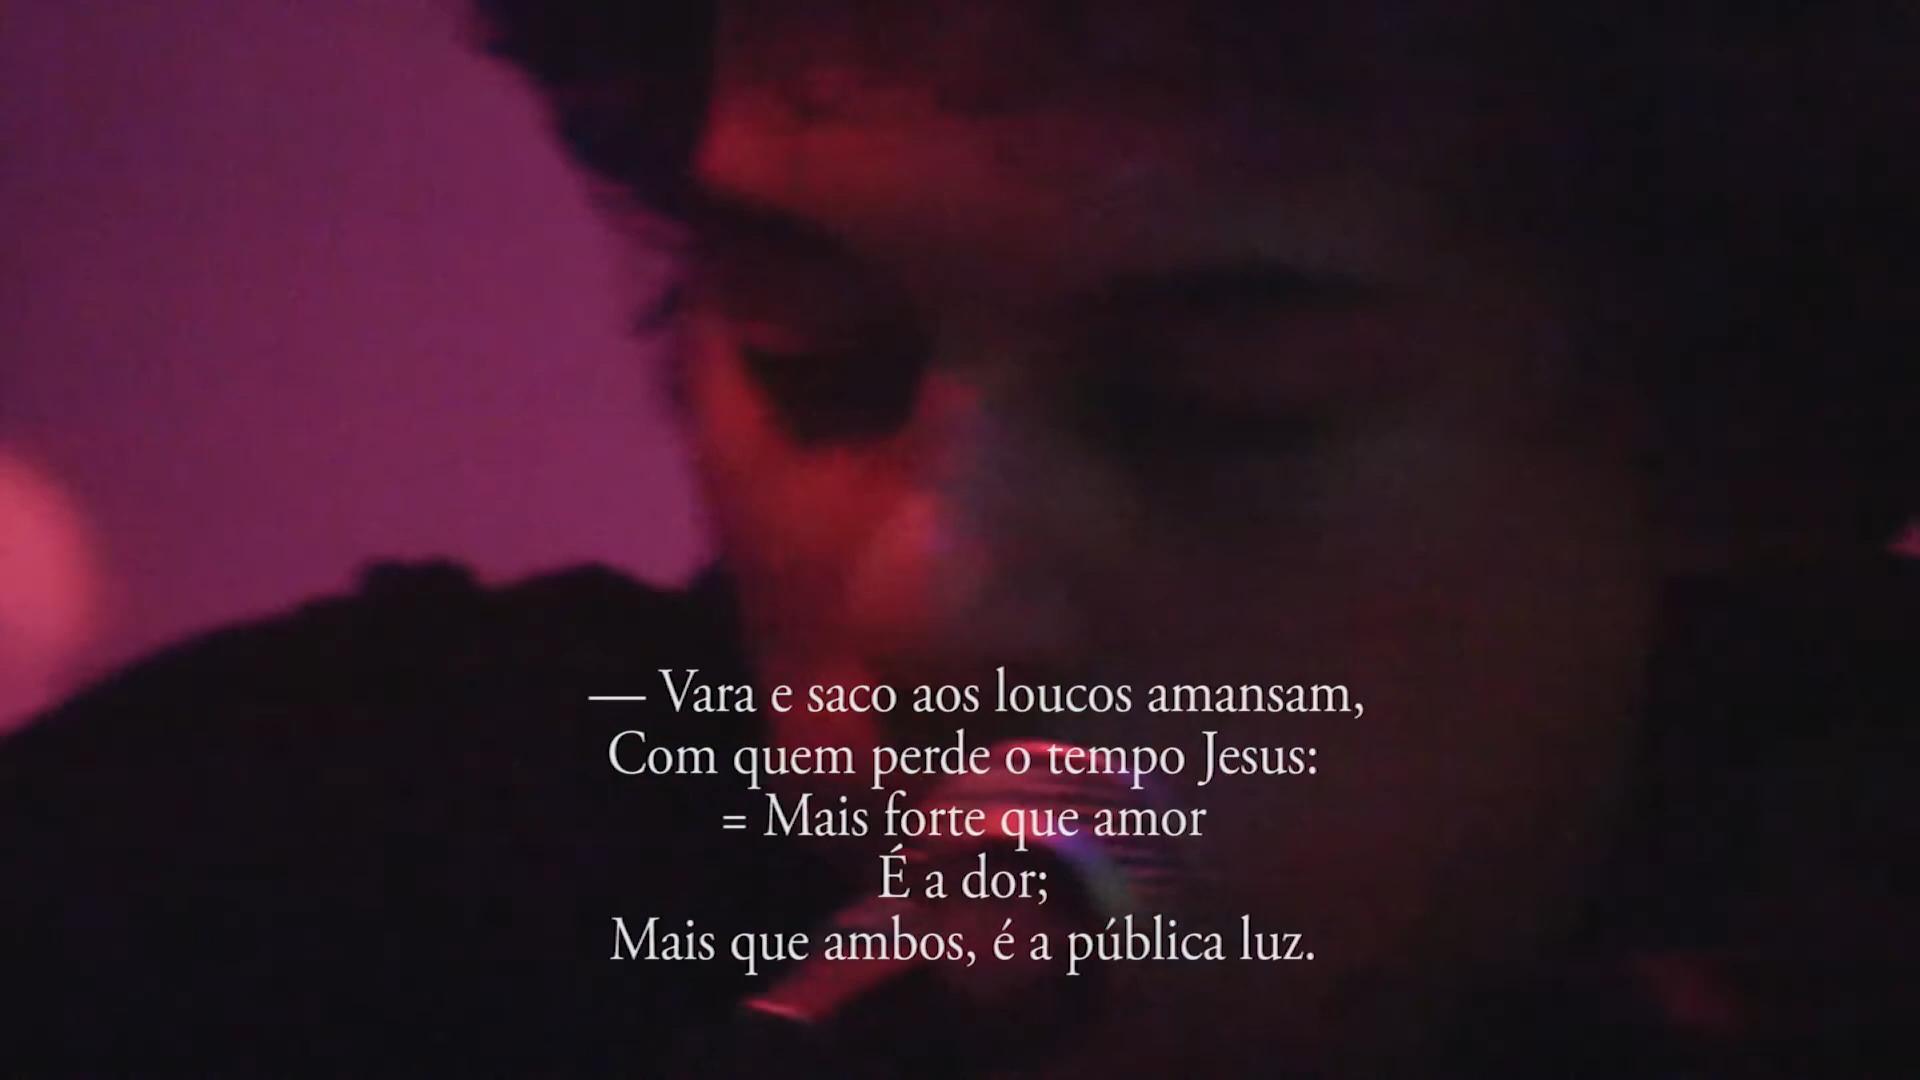 — Vara e saco aos loucos amansam,
Com quem perde o tempo Jesus:
= Mais forte que amor
É a dor;
Mais que ambos, é a pública luz.